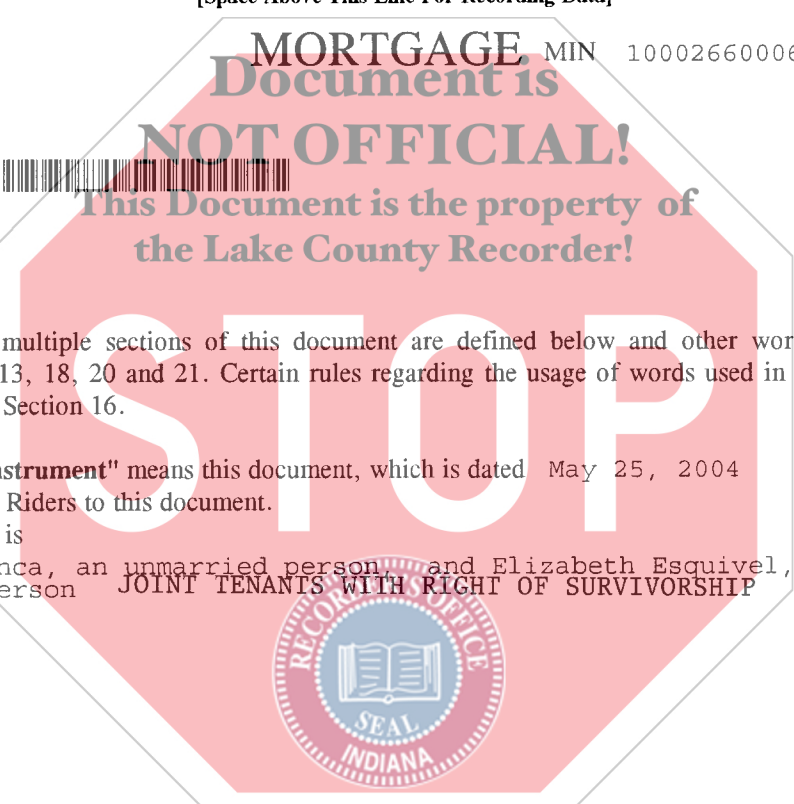 [Space Above This Line For Recording Data]
MORTGAGE MIN 10002660006
Document is
NOT OFFICIAL!
This Document is the property of
the Lake County Recorder!
multiple sections of this document are defined below and other wor
13, 18, 20 and 21. Certain rules regarding the usage of words used in
Section 16.
STOP
nstrument" means this document, which is dated May 25, 2004
Riders to this document.
is
nca, an unmarried person, and Elizabeth Esquivel,
erson JOINT TENANTS WITH RIGHT OF SURVIVORSHIP
RECORDER'S OFFICE
SEAL
INDIANA